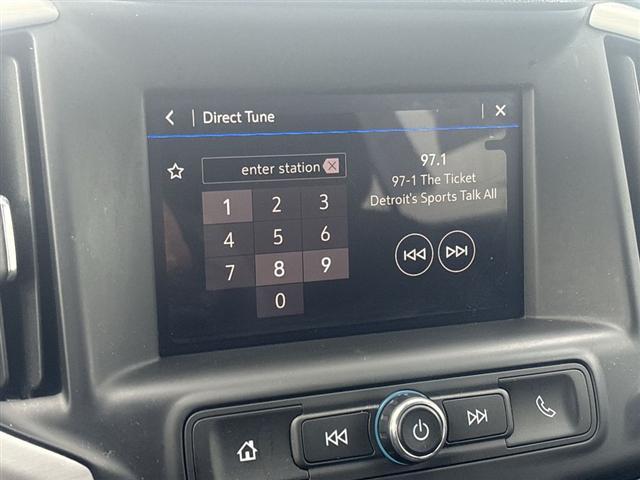 Direct Tune
enter station
97.1
97-1 The Ticket
Detroit's Sports Talk All
1 2 3
4 5 6
7 8 9
0